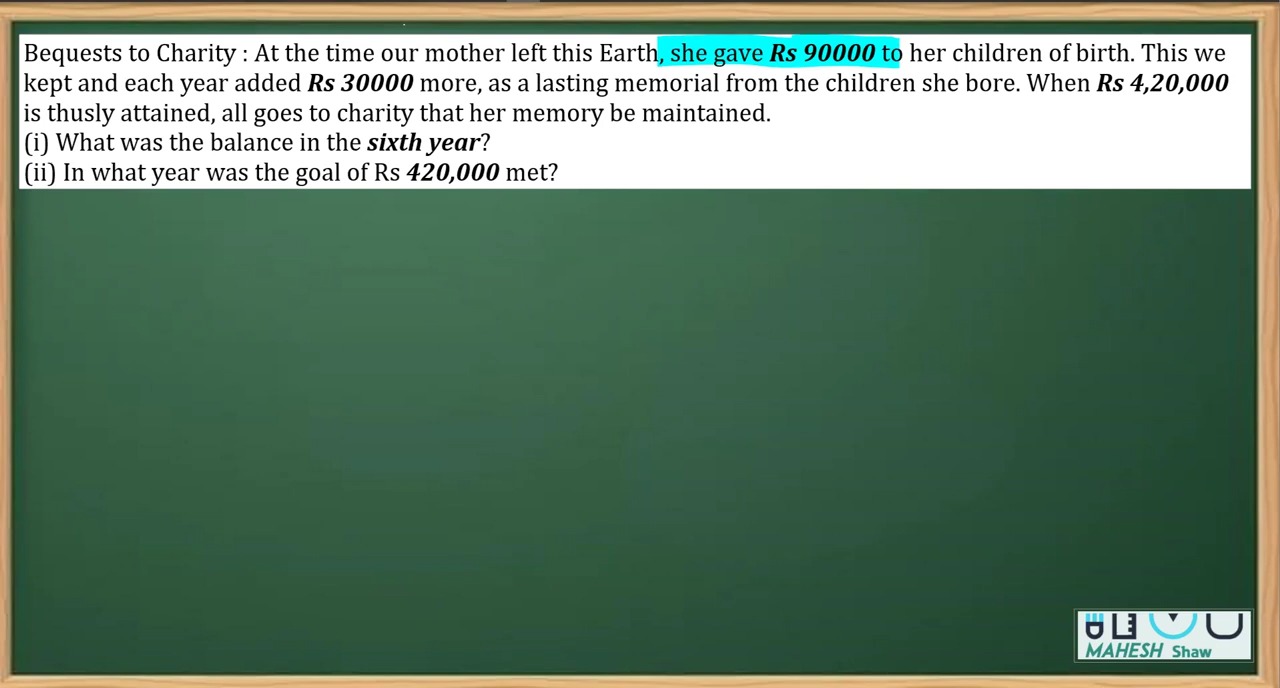 Bequests to Charity : At the time our mother left this Earth, she gave Rs 90000 to her children of birth. This we
kept and each year added Rs 30000 more, as a lasting memorial from the children she bore. When Rs 4,20,000
is thusly attained, all goes to charity that her memory be maintained.
(i) What was the balance in the sixth year?
(ii) In what year was the goal of Rs 420,000 met?
MAHESH Shaw